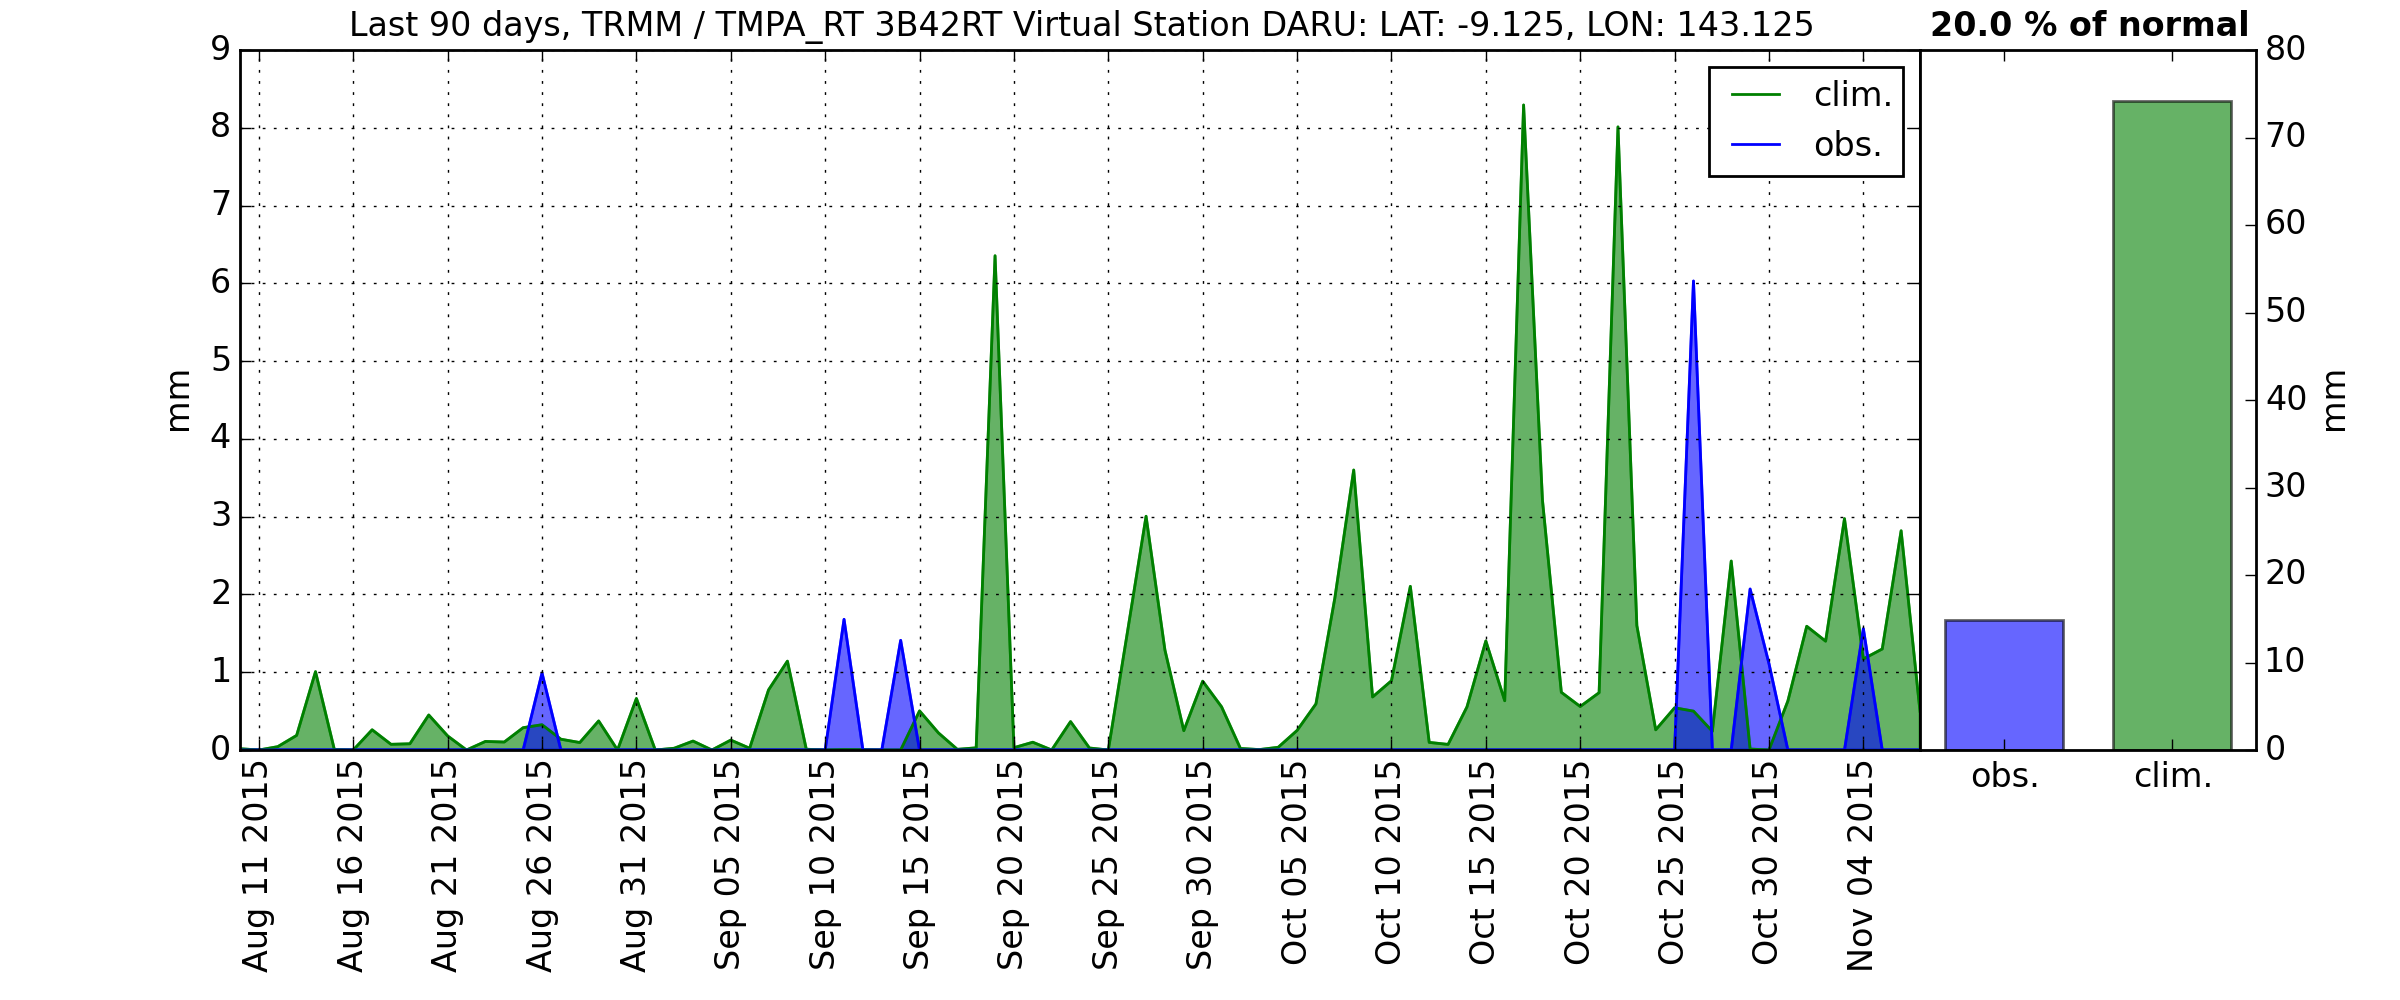 Last 90 days, TRMM / TMPA_RT 3B42RT Virtual Station DARU: LAT: -9.125, LON: 143.125
20.0 % of normal
9
8
7
6
5
4
3
2
1
0
mm
clim.
obs.
Aug 11 2015
Aug 16 2015
Aug 21 2015
Aug 26 2015
Aug 31 2015
Sep 05 2015
Sep 10 2015
Sep 15 2015
Sep 20 2015
Sep 25 2015
Sep 30 2015
Oct 05 2015
Oct 10 2015
Oct 15 2015
Oct 20 2015
Oct 25 2015
Oct 30 2015
Nov 04 2015
obs.
clim.
80
70
60
50
40
30
20
10
0
mm